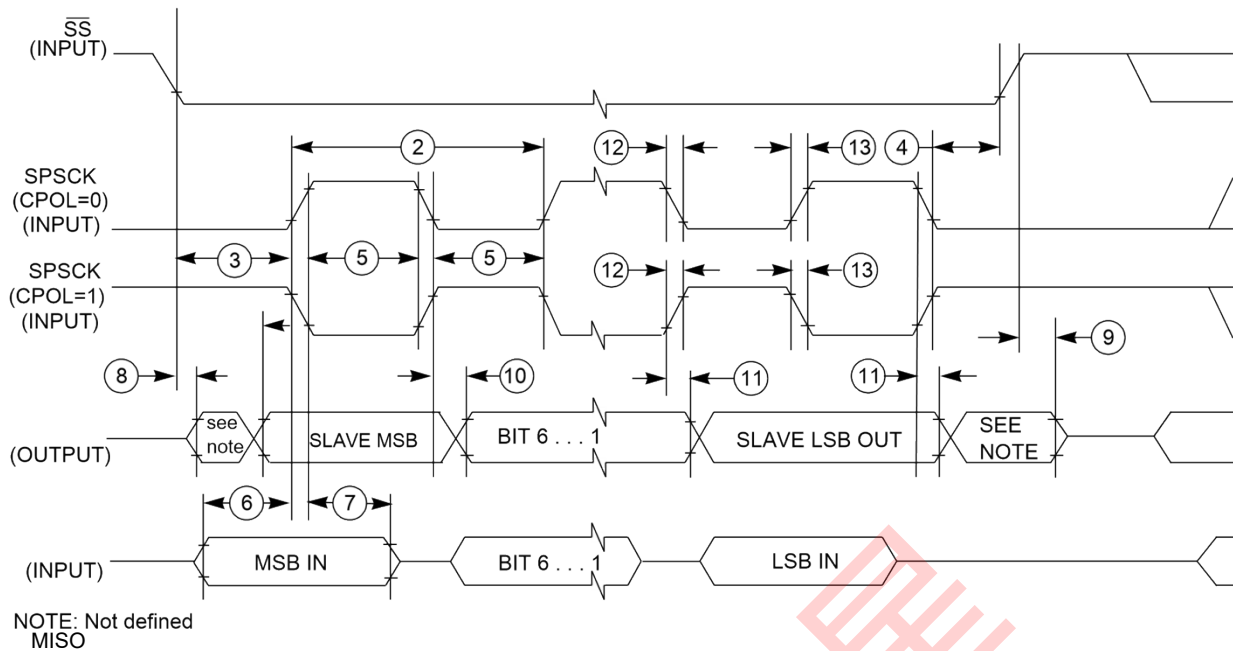 SS
(INPUT)
2
12
13
4
SPSCK
(CPOL=0)
(INPUT)
3
5
5
SPSCK
(CPOL=1)
(INPUT)
12
13
9
8
10
11
11
(OUTPUT)
see
note
SLAVE MSB
BIT 6 . . . 1
SLAVE LSB OUT
SEE
NOTE
6
7
(INPUT)
MSB IN
BIT 6 . . . 1
LSB IN
NOTE: Not defined
MISO